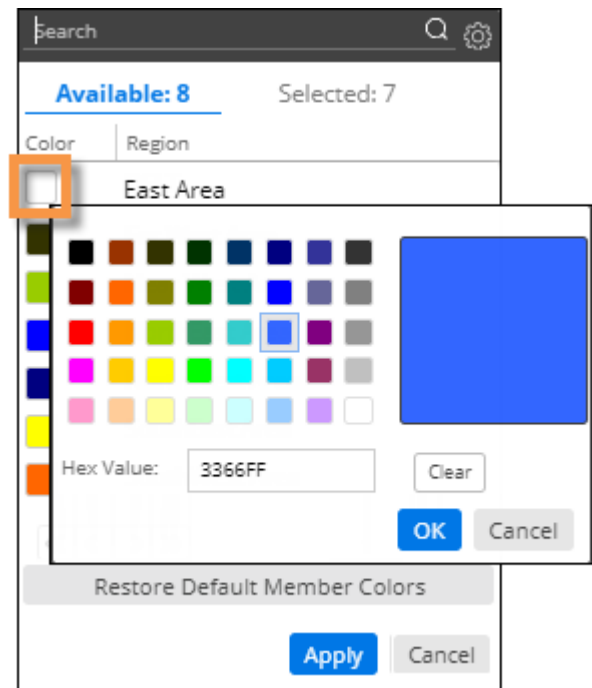 Search
Available: 8 Selected: 7
Color Region
East Area
Hex Value: 3366FF Clear
OK Cancel
Restore Default Member Colors
Apply Cancel